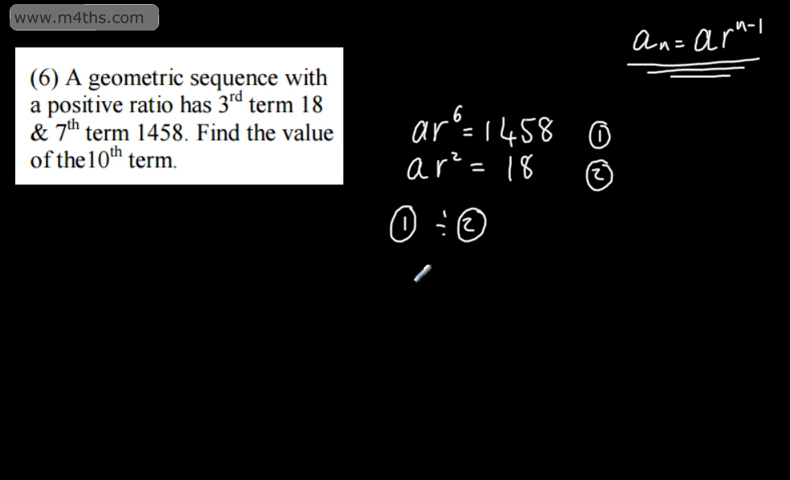 www.m4ths.com
aₙ = arⁿ⁻¹
(6) A geometric sequence with
a positive ratio has 3ʳᵈ term 18
& 7ᵗʰ term 1458. Find the value
of the10ᵗʰ term.
ar⁶ = 1458 ①
ar² = 18 ②
① ÷ ②